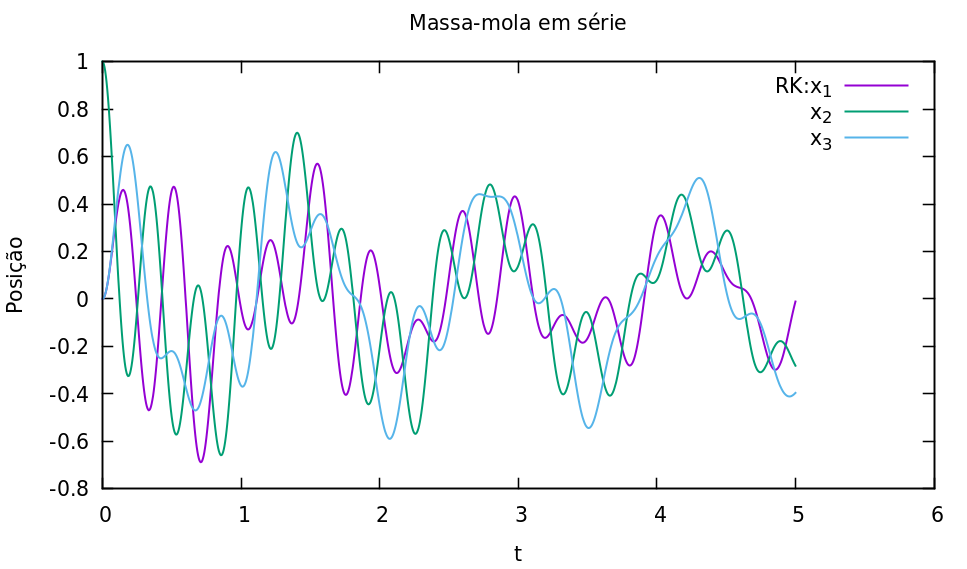 Massa-mola em série
RK:x₁
x₂
x₃
Posição
1
0.8
0.6
0.4
0.2
0
-0.2
-0.4
-0.6
-0.8
0 1 2 3 4 5 6
t